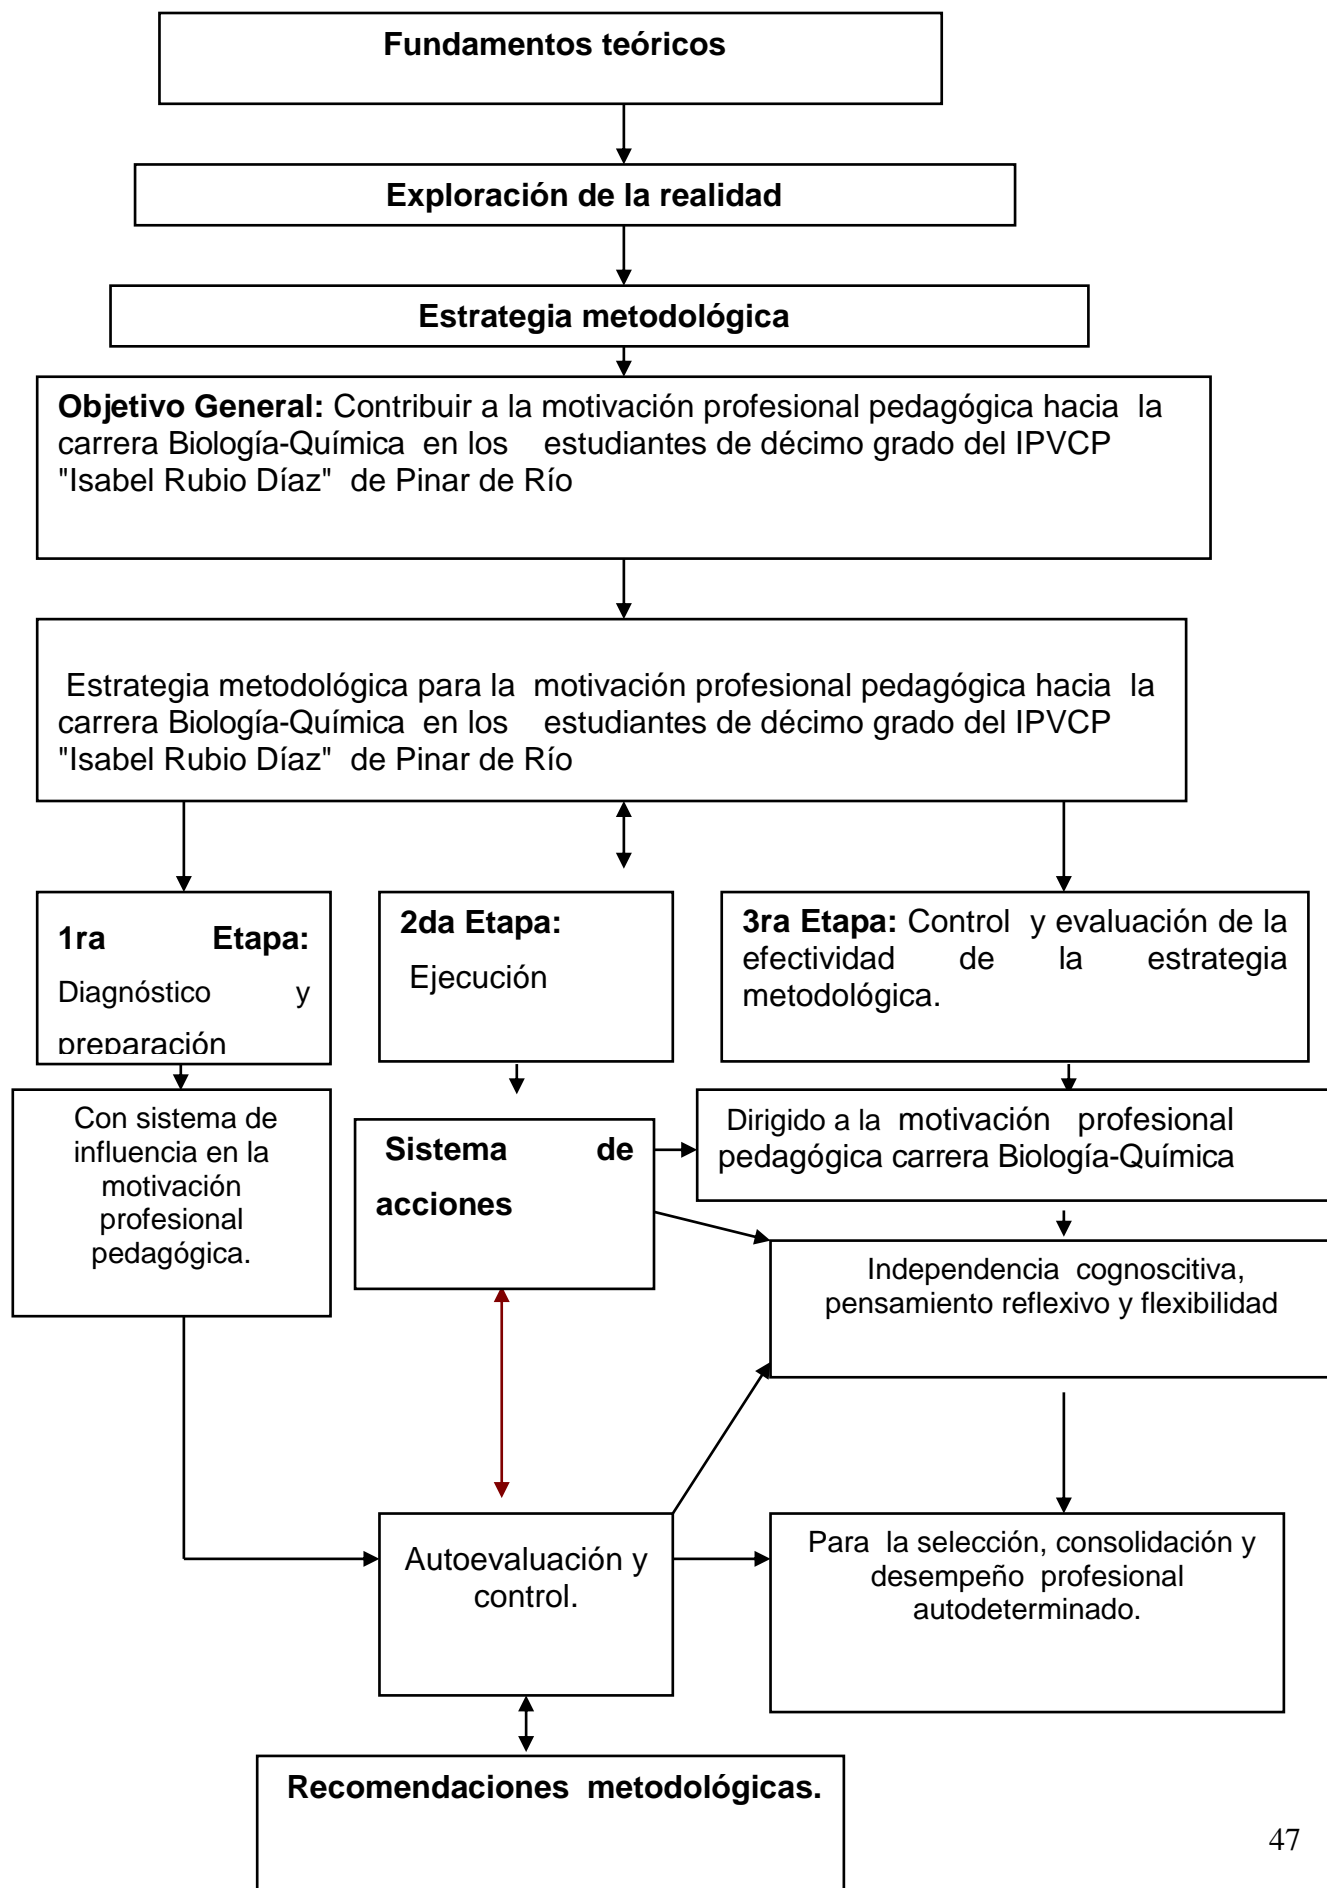 Fundamentos teóricos
Exploración de la realidad
Estrategia metodológica
Objetivo General: Contribuir a la motivación profesional pedagógica hacia la
carrera Biología-Química en los estudiantes de décimo grado del IPVCP
"Isabel Rubio Díaz" de Pinar de Río
Estrategia metodológica para la motivación profesional pedagógica hacia la
carrera Biología-Química en los estudiantes de décimo grado del IPVCP
"Isabel Rubio Díaz" de Pinar de Río
1ra Etapa:
Diagnóstico y
preparación
2da Etapa:
Ejecución
3ra Etapa: Control y evaluación de la
efectividad de la estrategia
metodológica.
Con sistema de
influencia en la
motivación
profesional
pedagógica.
Sistema de
acciones
Dirigido a la motivación profesional
pedagógica carrera Biología-Química
Independencia cognoscitiva,
pensamiento reflexivo y flexibilidad
Autoevaluación y
control.
Para la selección, consolidación y
desempeño profesional
autodeterminado.
Recomendaciones metodológicas.
47